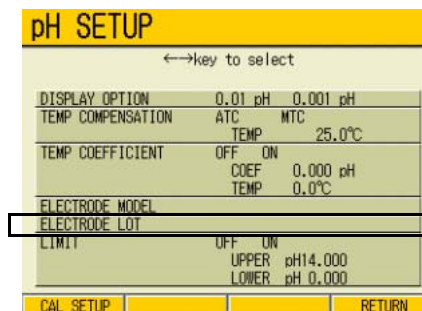 pH SETUP
←→key to select
DISPLAY OPTION 0.01 pH 0.001 pH
TEMP COMPENSATION ATC MTC
TEMP 25.0℃
TEMP COEFFICIENT OFF ON
COEF 0.000 pH
TEMP 0.0℃
ELECTRODE MODEL
ELECTRODE LOT
LIMIT OFF ON
UPPER pH14.000
LOWER pH 0.000
CAL SETUP RETURN